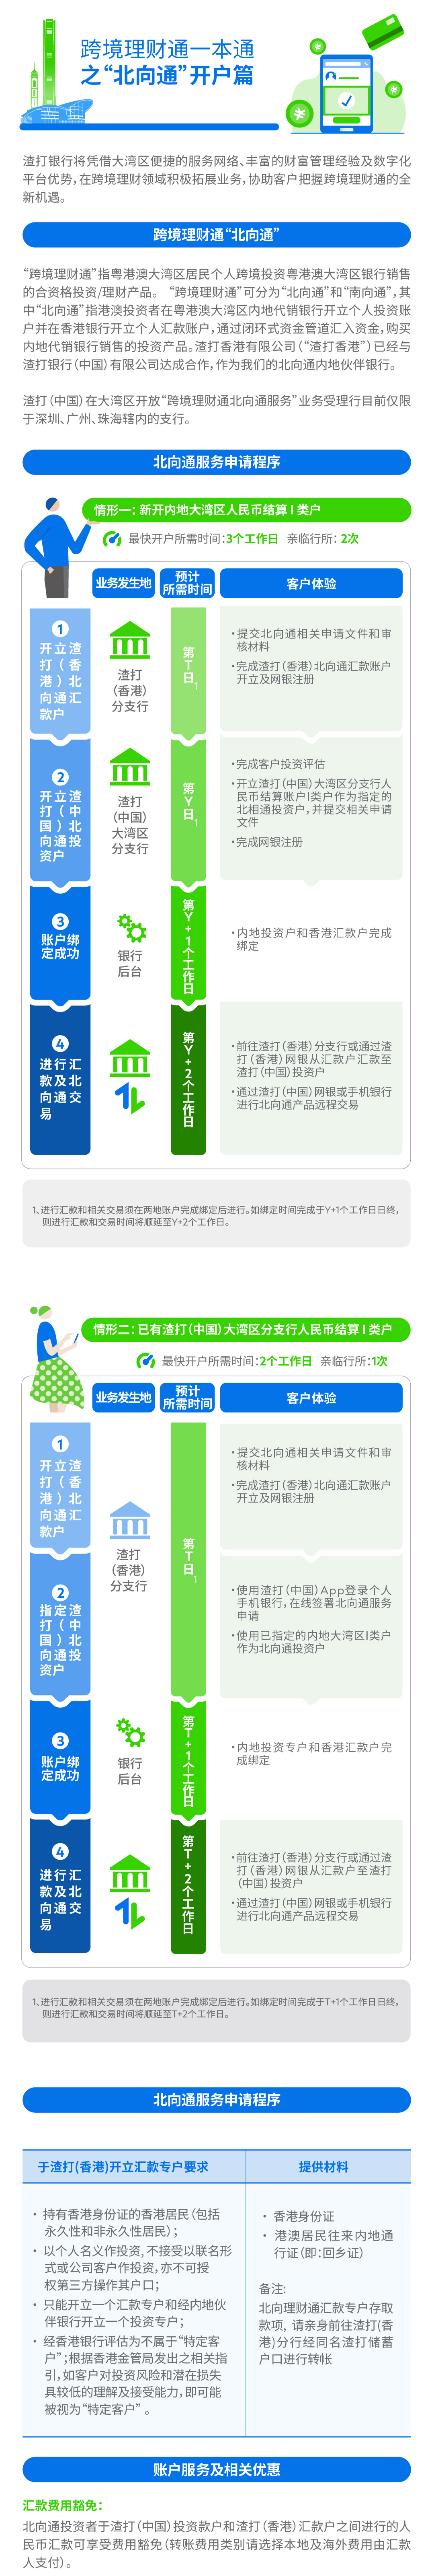 跨境理财通一本通
之“北向通”开户篇
渣打银行将凭借大湾区便捷的服务网络、丰富的财富管理经验及数字化
平台优势，在跨境理财领域积极拓展业务，协助客户把握跨境理财通的全
新机遇。
跨境理财通“北向通”
“跨境理财通”指粤港澳大湾区居民个人跨境投资粤港澳大湾区银行销售
的合资格投资/理财产品。“跨境理财通”可分为“北向通”和“南向通”，其
中“北向通”指港澳投资者在粤港澳大湾区内地代销银行开立个人投资账
户并在香港银行开立个人汇款账户，通过闭环式资金管道汇入资金，购买
内地代销银行销售的投资产品。渣打香港有限公司（“渣打香港”）已经与
渣打银行（中国）有限公司达成合作，作为我们的北向通内地伙伴银行。
渣打（中国）在大湾区开放“跨境理财通北向通服务”业务受理行目前仅限
于深圳、广州、珠海辖内的支行。
北向通服务申请程序
情形一：新开内地大湾区人民币结算 I 类户
最快开户所需时间：3个工作日 亲临行所：2次
业务发生地
预计
所需时间
客户体验
1
开立渣
打（香
港）北
向通汇
款户
渣打
（香港）
分支行
第T日1
•提交北向通相关申请文件和审
核材料
•完成渣打（香港）北向通汇款账户
开立及网银注册
2
开立渣
打（中
国）北
向通投
资户
渣打
（中国）
大湾区
分支行
第Y日1
•完成客户投资评估
•开立渣打（中国）大湾区分支行人
民币结算账户I类户作为指定的
北相通投资户，并提交相关申请
文件
•完成网银注册
3
账户绑
定成功
银行
后台
第Y+1个工作日
•内地投资户和香港汇款户完成
绑定
4
进行汇
款及北
向通交
易
第Y+2个工作日
•前往渣打（香港）分支行或通过渣
打（香港）网银从汇款户汇款至
渣打（中国）投资户
•通过渣打（中国）网银或手机银行
进行北向通产品远程交易
1、进行汇款和相关交易须在两地账户完成绑定后进行。如绑定时间完成于Y+1个工作日日终，
则进行汇款和交易时间将顺延至Y+2个工作日。
情形二：已有渣打（中国）大湾区分支行人民币结算 I 类户
最快开户所需时间：2个工作日 亲临行所：1次
业务发生地
预计
所需时间
客户体验
1
开立渣
打（香
港）北
向通汇
款户
渣打
（香港）
分支行
第T日1
•提交北向通相关申请文件和审
核材料
•完成渣打（香港）北向通汇款账户
开立及网银注册
2
指定渣
打（中
国）北
向通投
资户
•使用渣打（中国）App登录个人
手机银行，在线签署北向通服务
申请
•使用已指定的内地大湾区I类户
作为北向通投资户
3
账户绑
定成功
银行
后台
第T+1个工作日
•内地投资专户和香港汇款户完
成绑定
4
进行汇
款及北
向通交
易
第T+2个工作日
•前往渣打（香港）分支行或通过渣
打（香港）网银从汇款户至渣打
（中国）投资户
•通过渣打（中国）网银或手机银行
进行北向通产品远程交易
1、进行汇款和相关交易须在两地账户完成绑定后进行。如绑定时间完成于T+1个工作日日终，
则进行汇款和交易时间将顺延至T+2个工作日。
北向通服务申请程序
于渣打(香港)开立汇款专户要求
• 持有香港身份证的香港居民（包括
永久性和非永久性居民）；
• 以个人名义作投资，不接受以联名形
式或公司客户作投资，亦不可授
权第三方操作其户口；
• 只能开立一个汇款专户和经内地伙
伴银行开立一个投资专户；
• 经香港银行评估为不属于“特定客
户”；根据香港金管局发出之相关指
引，如客户对投资风险和潜在损失
具较低的理解及接受能力，即可能
被视为“特定客户”。
提供材料
• 香港身份证
• 港澳居民往来内地通
行证（即：回乡证）
备注：
北向理财通汇款专户存取
款项，请亲身前往渣打(香
港)分行经同名渣打储蓄
户口进行转帐
账户服务及相关优惠
汇款费用豁免：
北向通投资者于渣打（中国）投资款户和渣打（香港）汇款户之间进行的人
民币汇款可享受费用豁免（转账费用类别请选择本地及海外费用由汇款
人支付）。